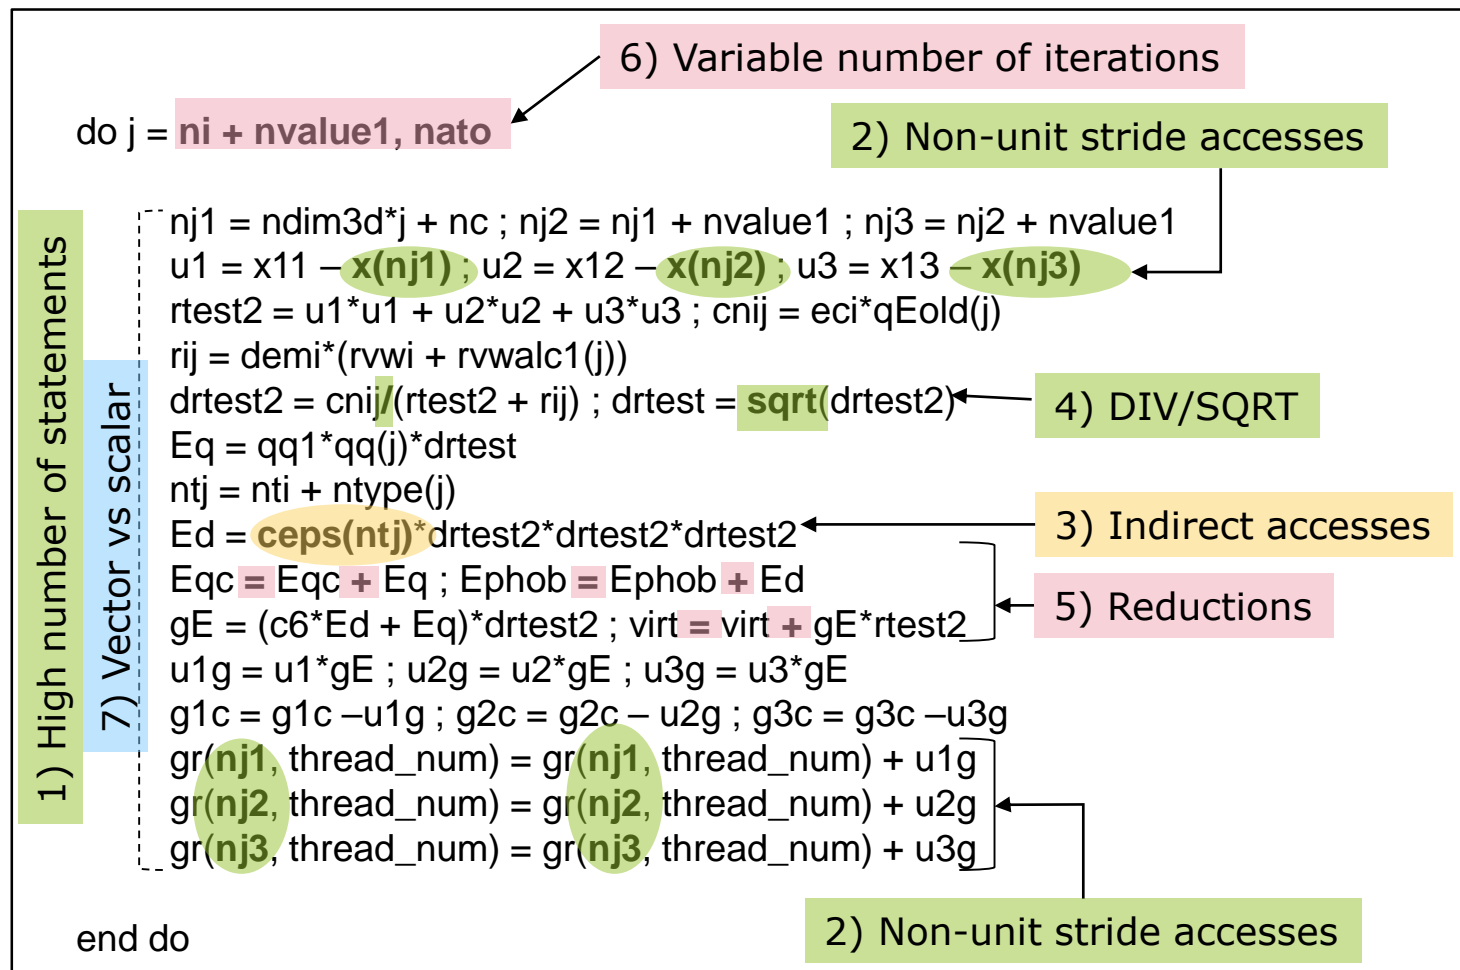 6) Variable number of iterations
do j = ni + nvalue1, nato
2) Non-unit stride accesses
1) High number of statements
7) Vector vs scalar
nj1 = ndim3d*j + nc ; nj2 = nj1 + nvalue1 ; nj3 = nj2 + nvalue1
u1 = x11 – x(nj1) ; u2 = x12 – x(nj2) ; u3 = x13 – x(nj3)
rtest2 = u1*u1 + u2*u2 + u3*u3 ; cnij = eci*qEold(j)
rij = demi*(rvwi + rvwalc1(j))
drtest2 = cnij/(rtest2 + rij) ; drtest = sqrt(drtest2)
4) DIV/SQRT
Eq = qq1*qq(j)*drtest
ntj = nti + ntype(j)
Ed = ceps(ntj)*drtest2*drtest2*drtest2
3) Indirect accesses
Eqc = Eqc + Eq ; Ephob = Ephob + Ed
5) Reductions
gE = (c6*Ed + Eq)*drtest2 ; virt = virt + gE*rtest2
u1g = u1*gE ; u2g = u2*gE ; u3g = u3*gE
g1c = g1c –u1g ; g2c = g2c – u2g ; g3c = g3c –u3g
gr(nj1, thread_num) = gr(nj1, thread_num) + u1g
gr(nj2, thread_num) = gr(nj2, thread_num) + u2g
gr(nj3, thread_num) = gr(nj3, thread_num) + u3g
2) Non-unit stride accesses
end do